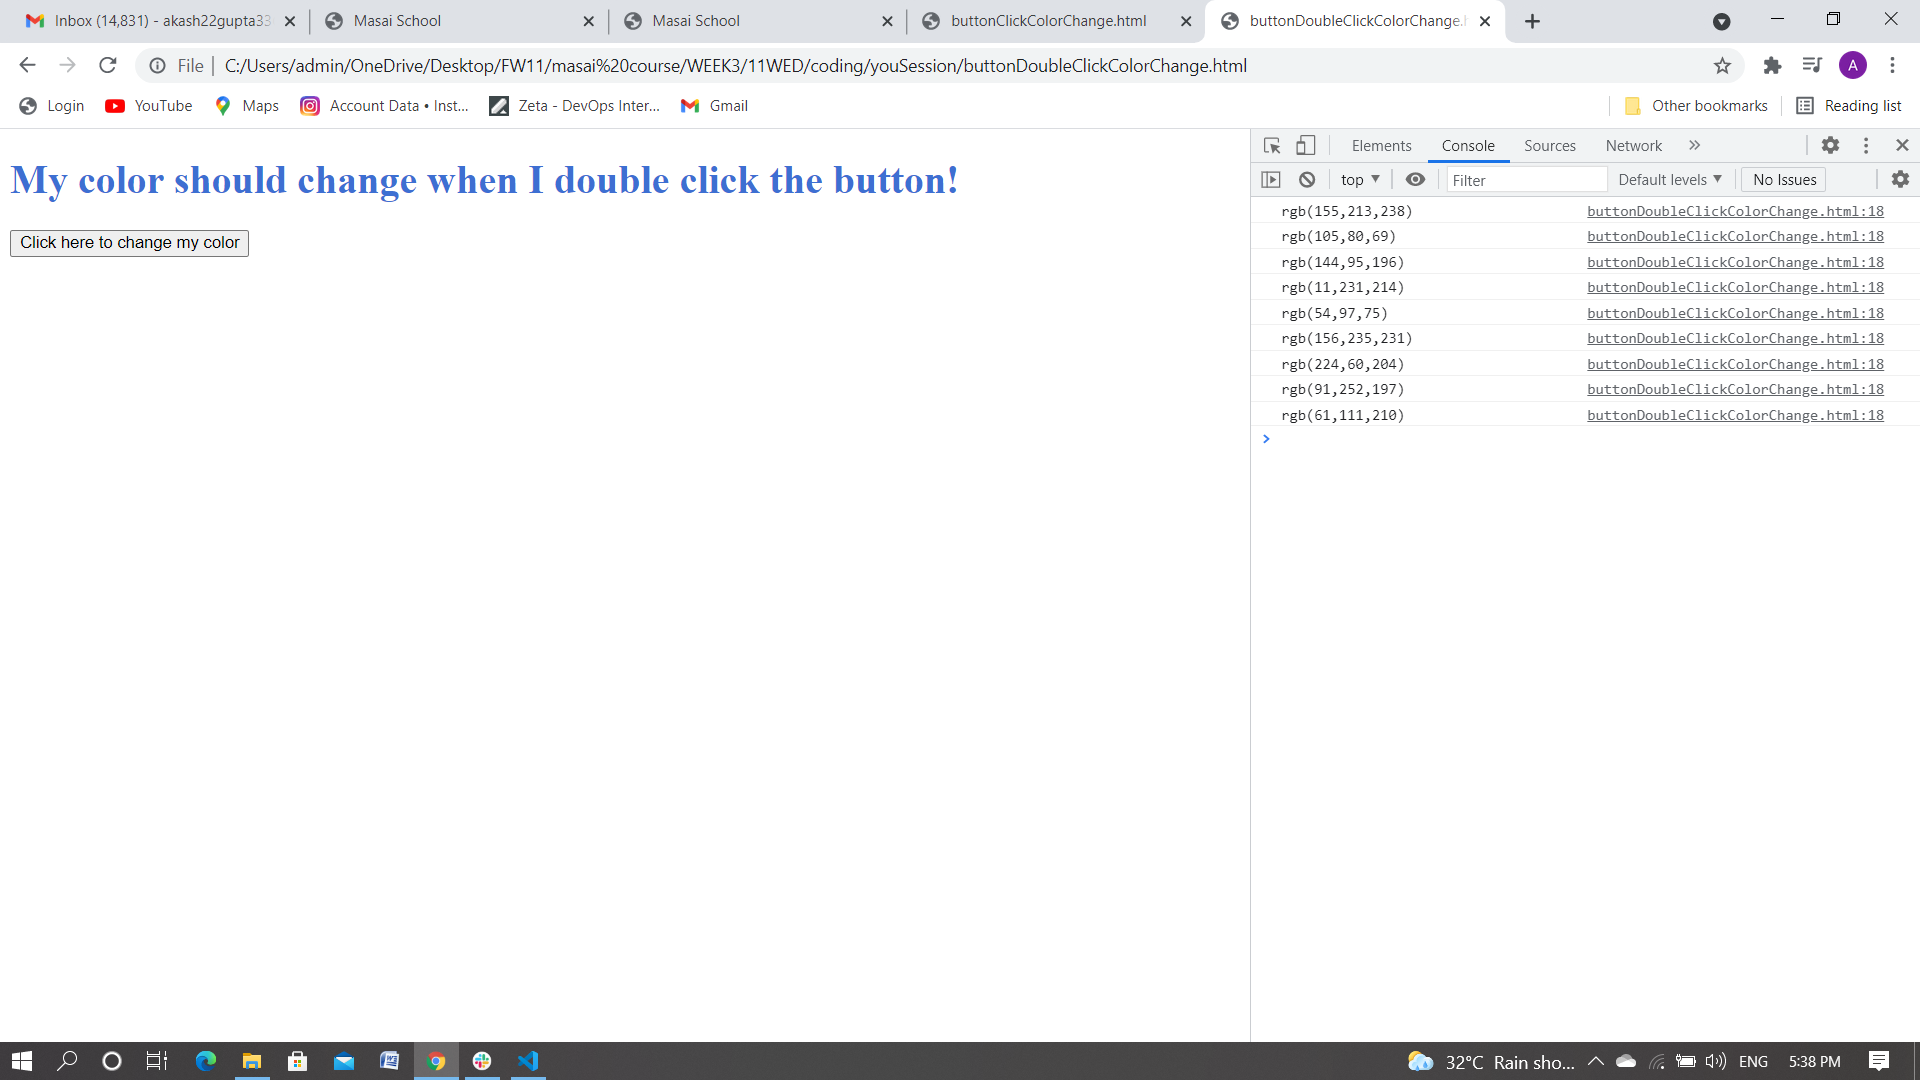 Inbox (14,831) - akash22gupta33
Masai School
Masai School
buttonClickColorChange.html
buttonDoubleClickColorChange.h
File | C:/Users/admin/OneDrive/Desktop/FW11/masai%20course/WEEK3/11WED/coding/youSession/buttonDoubleClickColorChange.html
A
Login
YouTube
Maps
Account Data • Inst...
Zeta - DevOps Inter...
Gmail
Other bookmarks
Reading list
My color should change when I double click the button!
Click here to change my color
Elements Console Sources Network »
top ▼ Filter Default levels ▼ No Issues
rgb(155,213,238) buttonDoubleClickColorChange.html:18
rgb(105,80,69) buttonDoubleClickColorChange.html:18
rgb(144,95,196) buttonDoubleClickColorChange.html:18
rgb(11,231,214) buttonDoubleClickColorChange.html:18
rgb(54,97,75) buttonDoubleClickColorChange.html:18
rgb(156,235,231) buttonDoubleClickColorChange.html:18
rgb(224,60,204) buttonDoubleClickColorChange.html:18
rgb(91,252,197) buttonDoubleClickColorChange.html:18
rgb(61,111,210) buttonDoubleClickColorChange.html:18
>
32°C Rain sho... ENG 5:38 PM